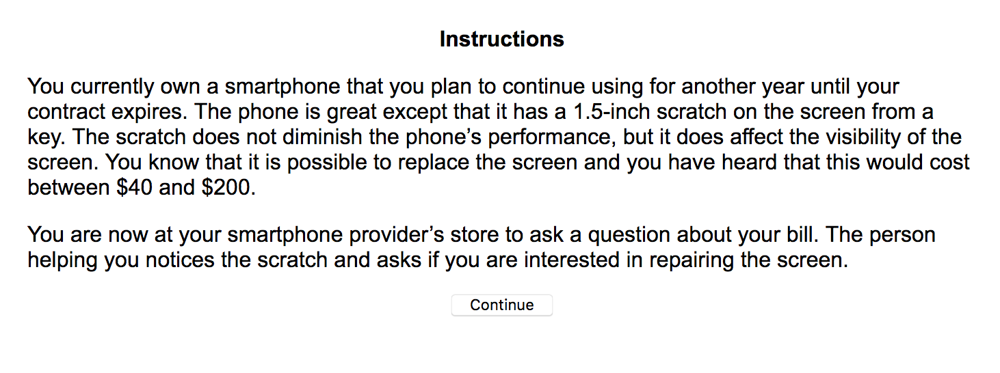 Instructions
You currently own a smartphone that you plan to continue using for another year until your
contract expires. The phone is great except that it has a 1.5-inch scratch on the screen from a
key. The scratch does not diminish the phone’s performance, but it does affect the visibility of the
screen. You know that it is possible to replace the screen and you have heard that this would cost
between $40 and $200.
You are now at your smartphone provider’s store to ask a question about your bill. The person
helping you notices the scratch and asks if you are interested in repairing the screen.
Continue